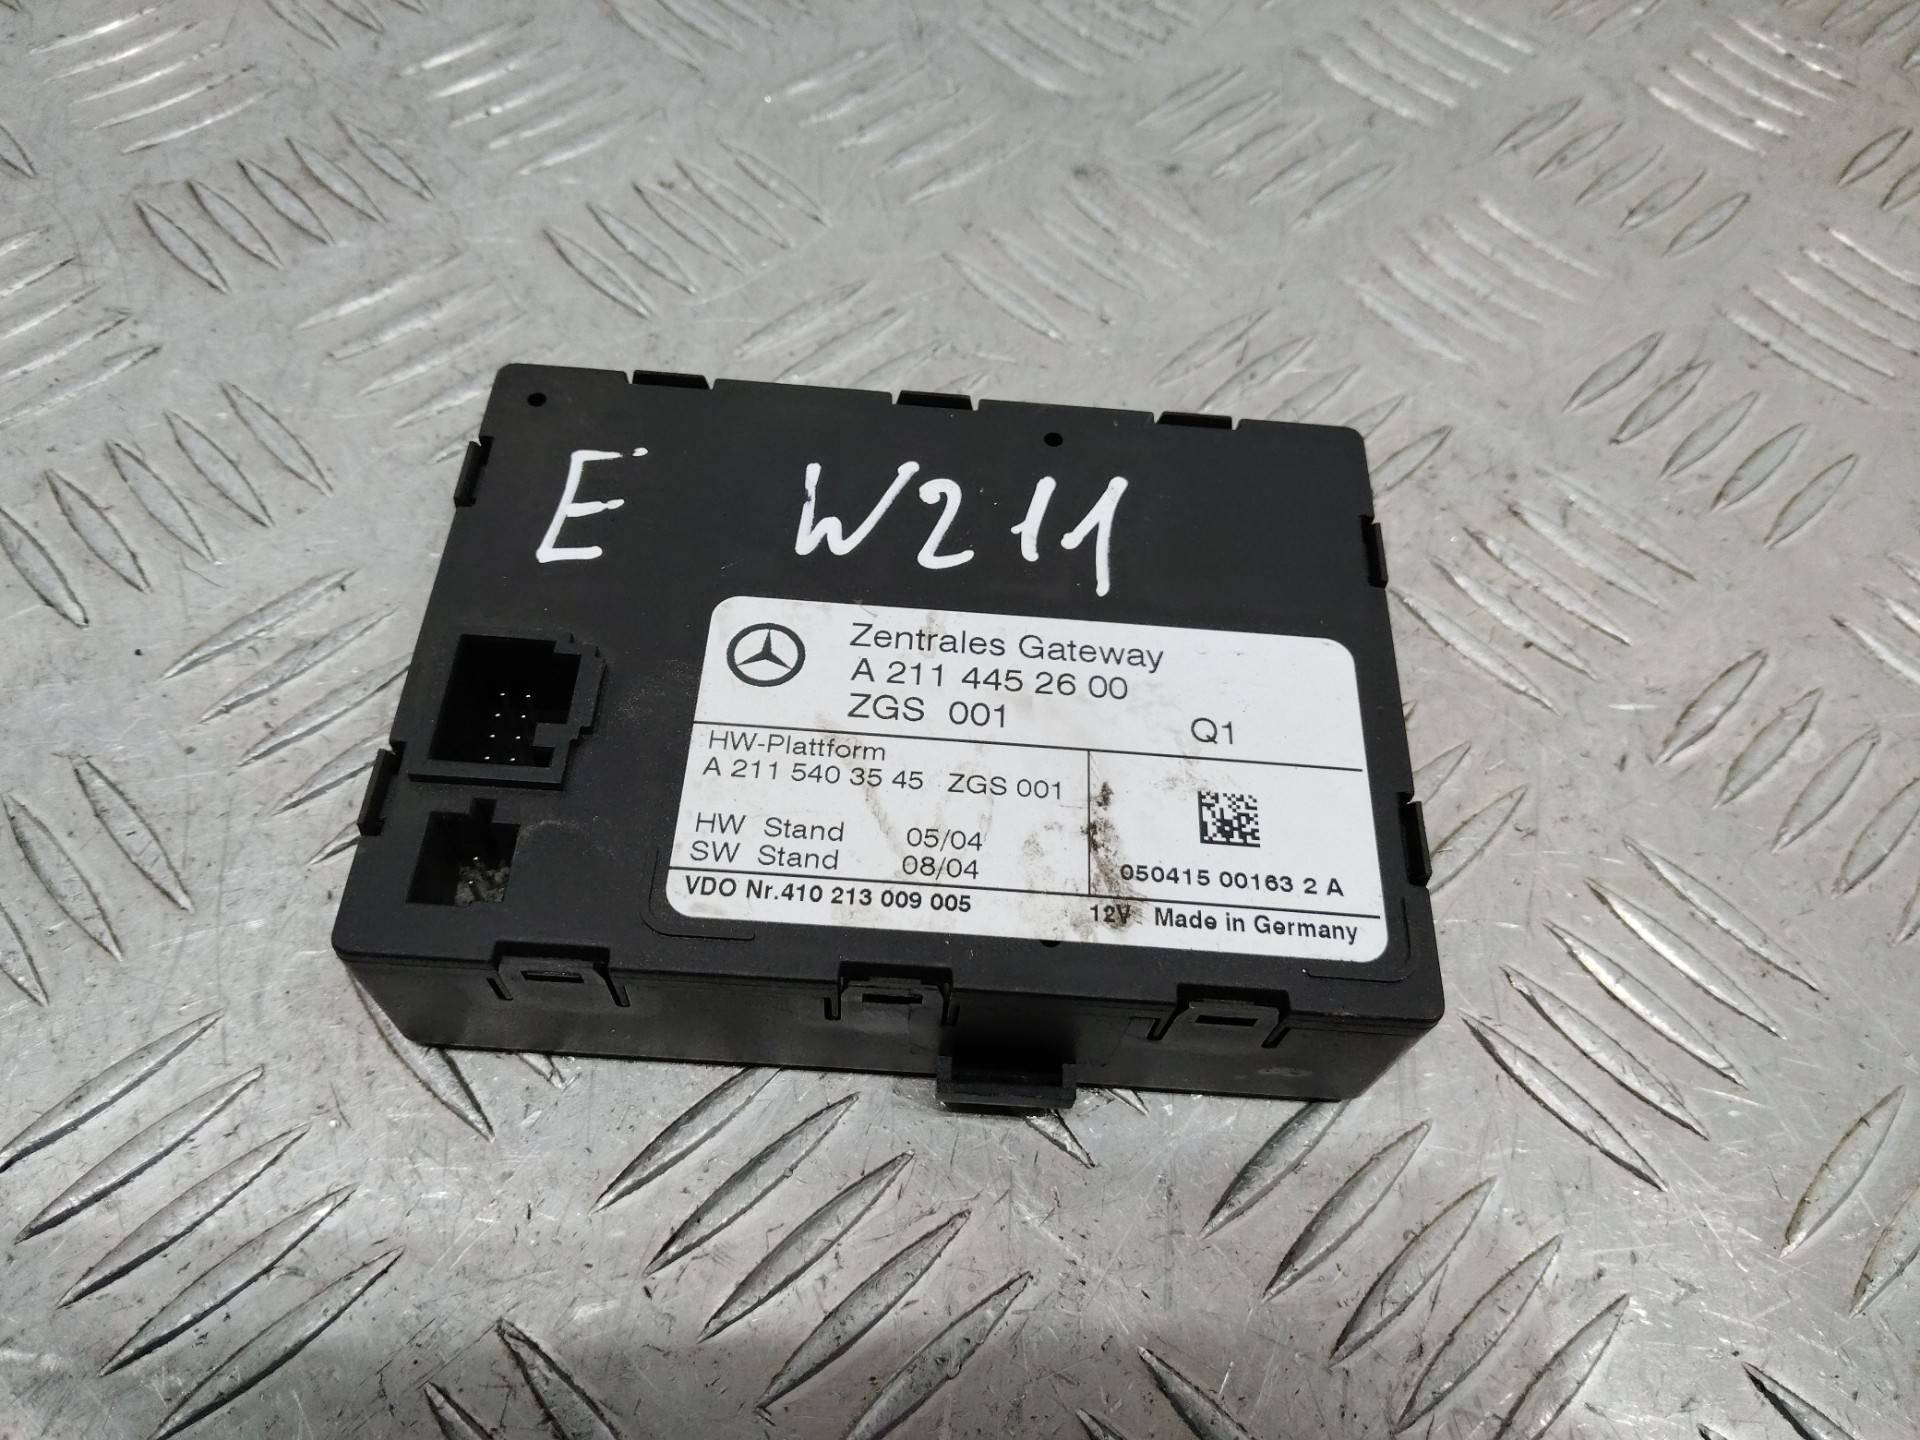 E W211
Zentrales Gateway
A 211 445 26 00
ZGS 001 Q1
HW-Plattform
A 211 540 35 45 ZGS 001
HW Stand 05/04
SW Stand 08/04
050415 00163 2 A
VDO Nr.410 213 009 005
12V Made in Germany